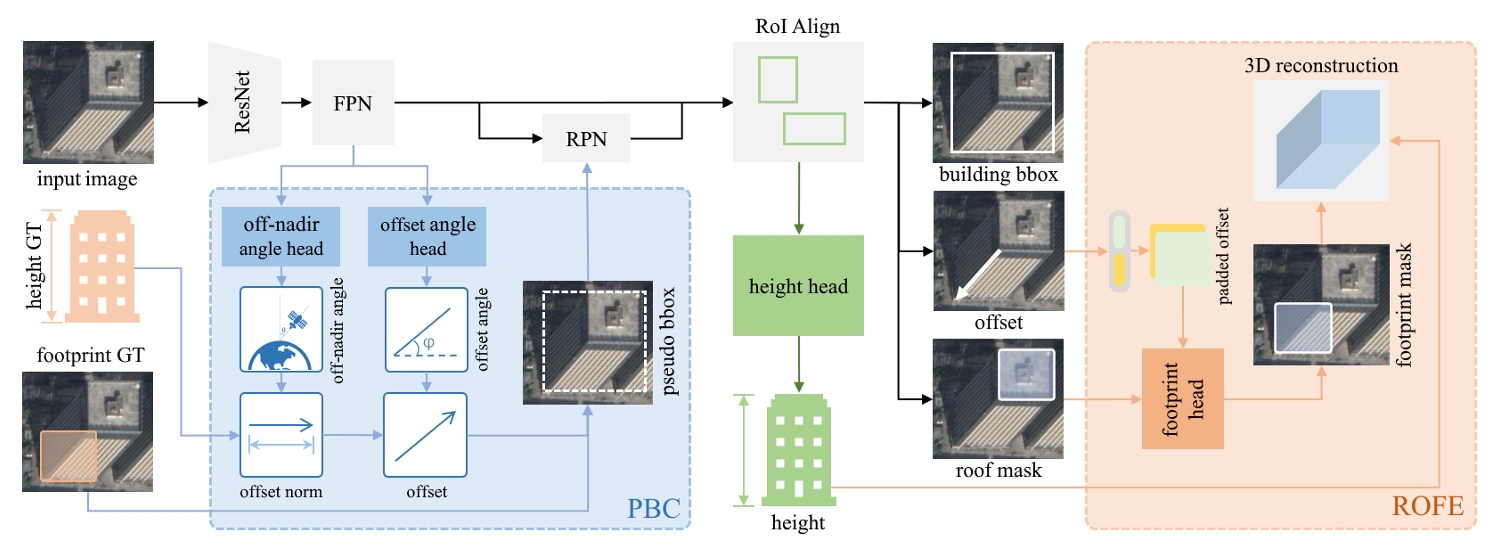 RoI Align
3D reconstruction
ResNet
FPN
RPN
input image
building bbox
height GT
off-nadir
angle head
offset angle
head
off-nadir angle
φ
offset angle
pseudo bbox
height head
padded offset
offset
footprint mask
footprint GT
footprint
head
roof mask
offset norm
offset
PBC
height
ROFE